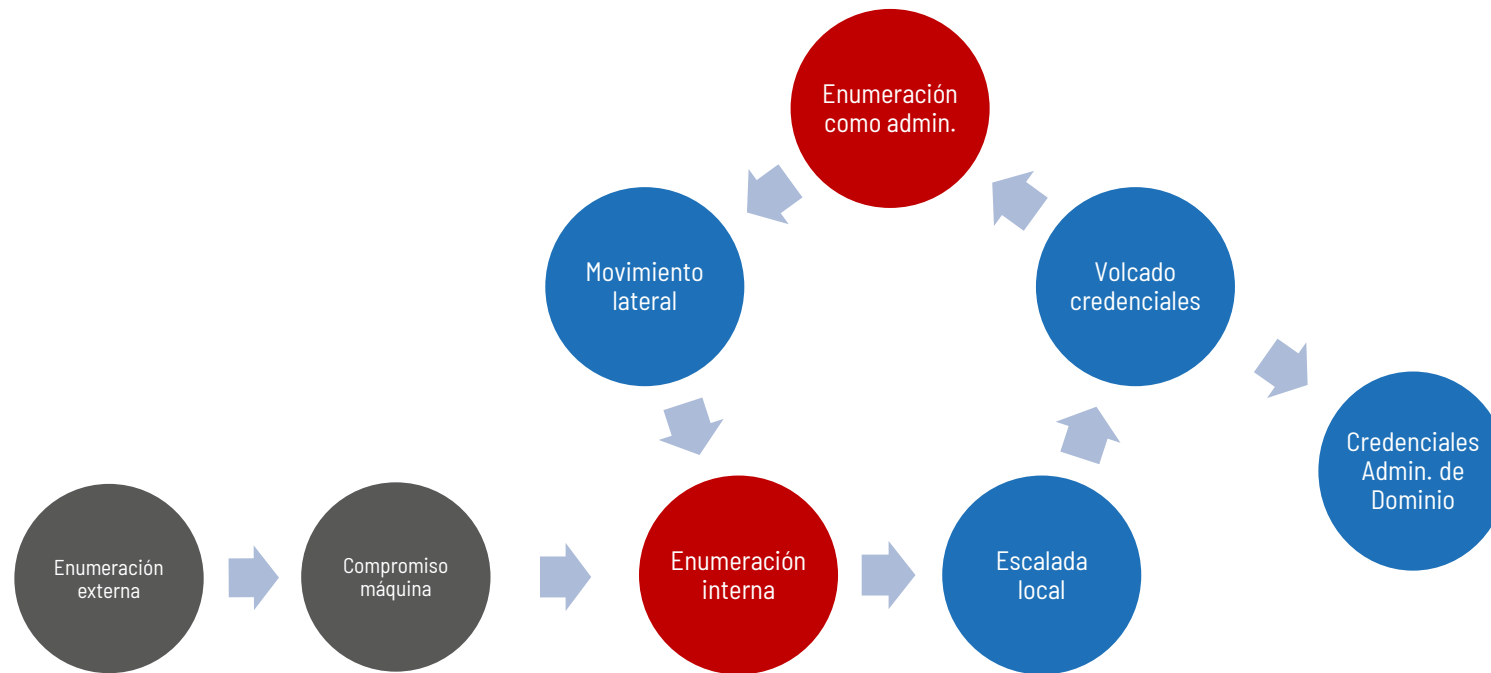 Enumeración
como admin.
Movimiento
lateral
Volcado
credenciales
Credenciales
Admin. de
Dominio
Enumeración
externa
Compromiso
máquina
Enumeración
interna
Escalada
local